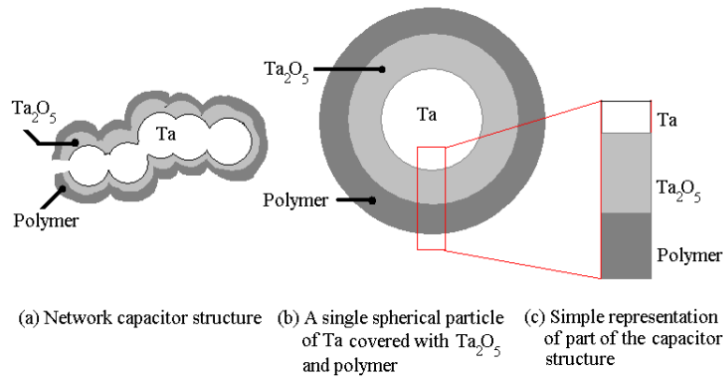 Ta₂O₅
Ta
Polymer
(a) Network capacitor structure
Ta₂O₅
Ta
Polymer
(b) A single spherical particle
of Ta covered with Ta₂O₅
and polymer
Ta
Ta₂O₅
Polymer
(c) Simple representation
of part of the capacitor
structure